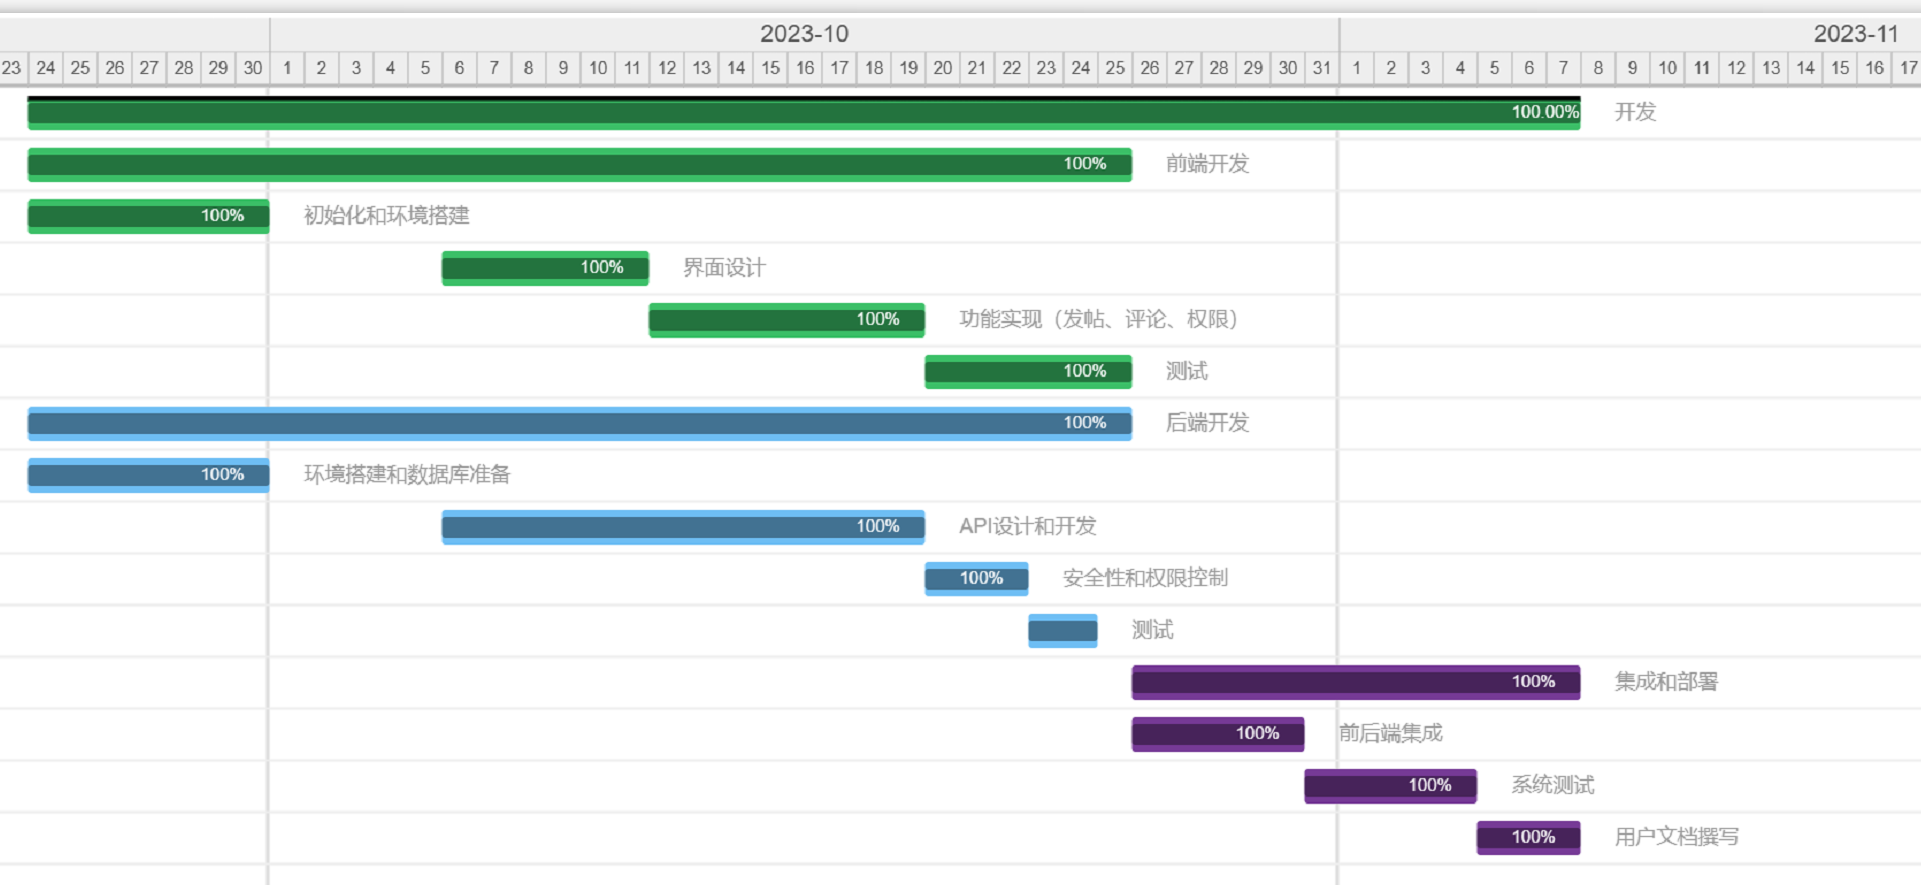 2023-10 2023-11
23 24 25 26 27 28 29 30 1 2 3 4 5 6 7 8 9 10 11 12 13 14 15 16 17 18 19 20 21 22 23 24 25 26 27 28 29 30 31 1 2 3 4 5 6 7 8 9 10 11 12 13 14 15 16 17
100.00% 开发
100% 前端开发
100% 初始化和环境搭建
100% 界面设计
100% 功能实现（发帖、评论、权限）
100% 测试
100% 后端开发
100% 环境搭建和数据库准备
100% API设计和开发
100% 安全性和权限控制
测试
100% 集成和部署
100% 前后端集成
100% 系统测试
100% 用户文档撰写